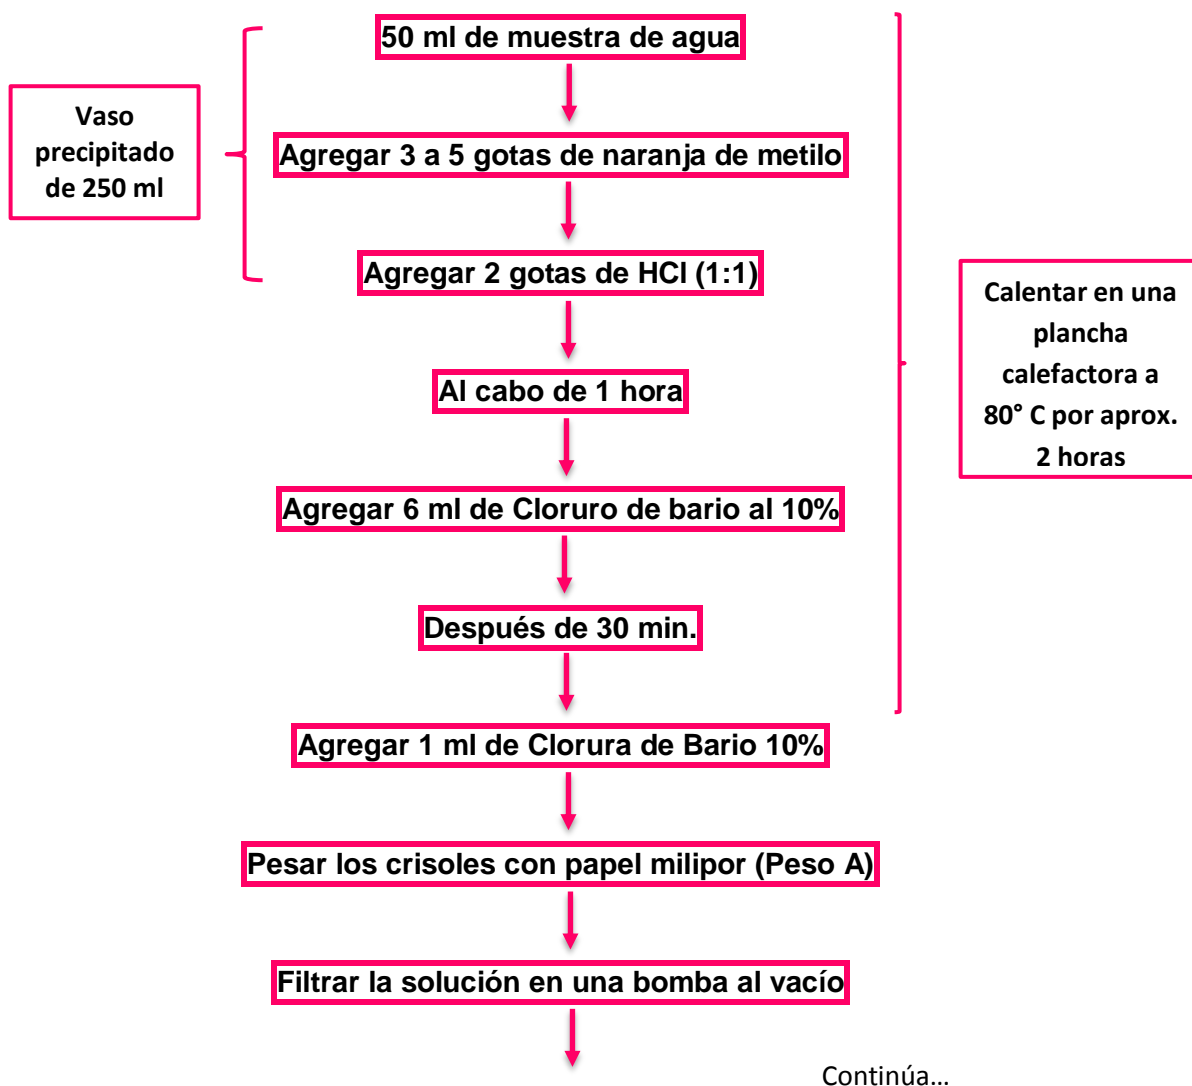 50 ml de muestra de agua
Vaso
precipitado
de 250 ml
Agregar 3 a 5 gotas de naranja de metilo
Agregar 2 gotas de HCl (1:1)
Calentar en una
plancha
calefactora a
80° C por aprox.
2 horas
Al cabo de 1 hora
Agregar 6 ml de Cloruro de bario al 10%
Después de 30 min.
Agregar 1 ml de Clorura de Bario 10%
Pesar los crisoles con papel milipor (Peso A)
Filtrar la solución en una bomba al vacío
Continúa...